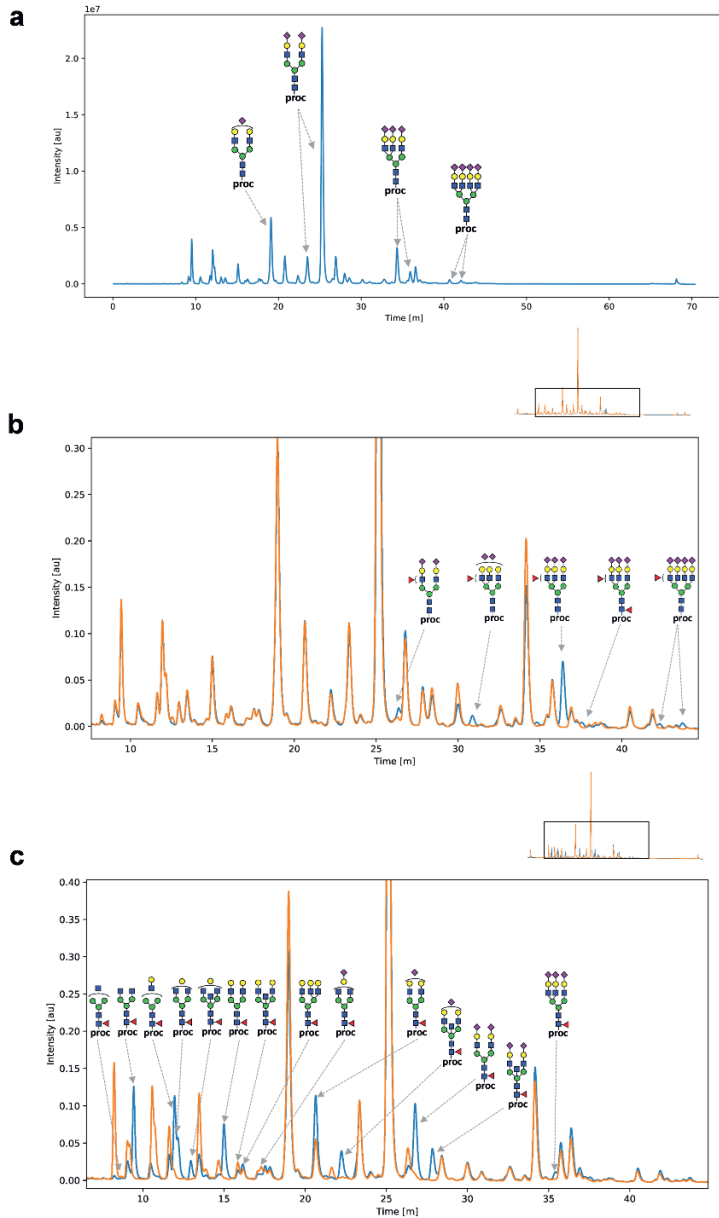 a
1e7
2.0
1.5
1.0
0.5
0.0
Intensity [au]
proc
proc
proc
proc
0 10 20 30 40 50 60 70
Time [m]
b
0.30
0.25
0.20
0.15
0.10
0.05
0.00
Intensity [au]
proc proc proc proc proc
10 15 20 25 30 35 40
Time [m]
c
0.40
0.35
0.30
0.25
0.20
0.15
0.10
0.05
0.00
Intensity [au]
proc proc proc proc proc proc proc proc proc proc proc
proc
proc
proc
10 15 20 25 30 35 40
Time [m]